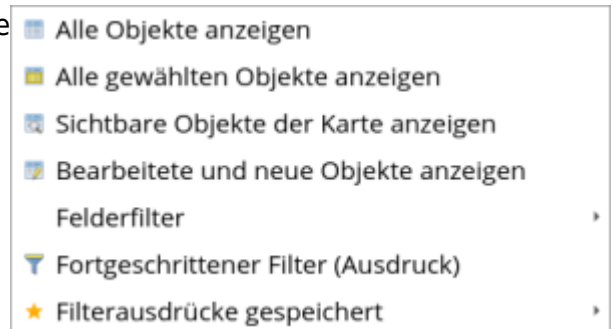 e
Alle Objekte anzeigen
Alle gewählten Objekte anzeigen
Sichtbare Objekte der Karte anzeigen
Bearbeitete und neue Objekte anzeigen
Felderfilter
Fortgeschrittener Filter (Ausdruck)
Filterausdrücke gespeichert